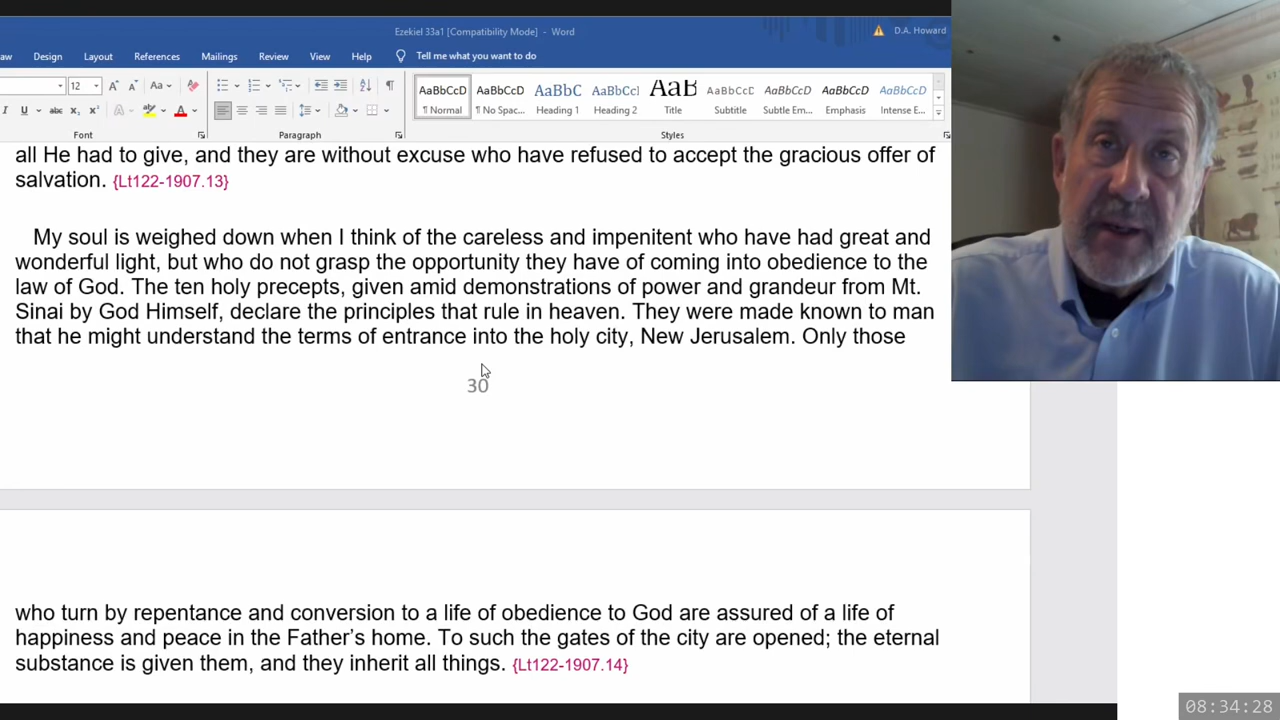 Ezekiel 33a1 [Compatibility Mode] - Word
D.A. Howard
aw Design Layout References Mailings Review View Help Tell me what you want to do
12 Aa
I U abc x₂ x² A A
Font Paragraph Styles
AaBbCcD AaBbCcD AaBbC AaBbCcI AaB AaBbCcD AaBbCcD AaBbCcD AaBbCcD
¶ Normal ¶ No Spac... Heading 1 Heading 2 Title Subtitle Subtle Em... Emphasis Intense E...
all He had to give, and they are without excuse who have refused to accept the gracious offer of
salvation. {Lt122-1907.13}
My soul is weighed down when I think of the careless and impenitent who have had great and
wonderful light, but who do not grasp the opportunity they have of coming into obedience to the
law of God. The ten holy precepts, given amid demonstrations of power and grandeur from Mt.
Sinai by God Himself, declare the principles that rule in heaven. They were made known to man
that he might understand the terms of entrance into the holy city, New Jerusalem. Only those
30
who turn by repentance and conversion to a life of obedience to God are assured of a life of
happiness and peace in the Father's home. To such the gates of the city are opened; the eternal
substance is given them, and they inherit all things. {Lt122-1907.14}
08:34:28